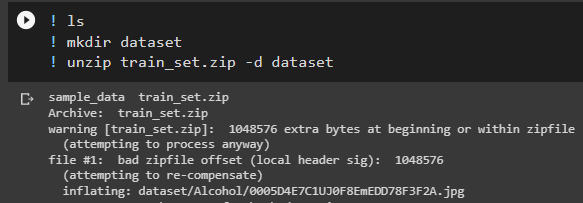 ! ls
! mkdir dataset
! unzip train_set.zip -d dataset
sample_data  train_set.zip
Archive:  train_set.zip
warning [train_set.zip]:  1048576 extra bytes at beginning or within zipfile
  (attempting to process anyway)
file #1:  bad zipfile offset (local header sig):  1048576
  (attempting to re-compensate)
  inflating: dataset/Alcohol/0005D4E7C1UJ0F8EmEDD78F3F2A.jpg